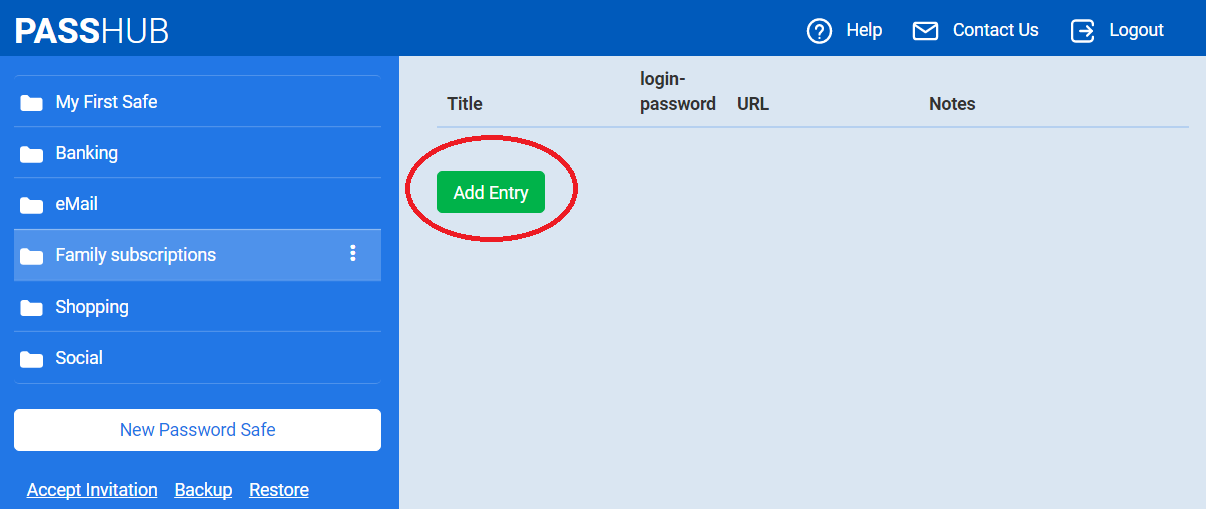 PASSHUB
Help
Contact Us
Logout
My First Safe
Banking
eMail
Family subscriptions
Shopping
Social
New Password Safe
Accept Invitation Backup Restore
Title login-password URL Notes
Add Entry